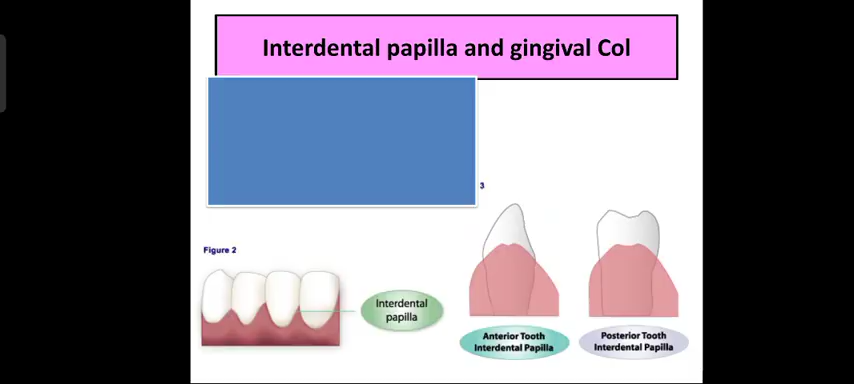 Interdental papilla and gingival Col
3
Figure 2
Interdental
papilla
Anterior Tooth
Interdental Papilla
Posterior Tooth
Interdental Papilla